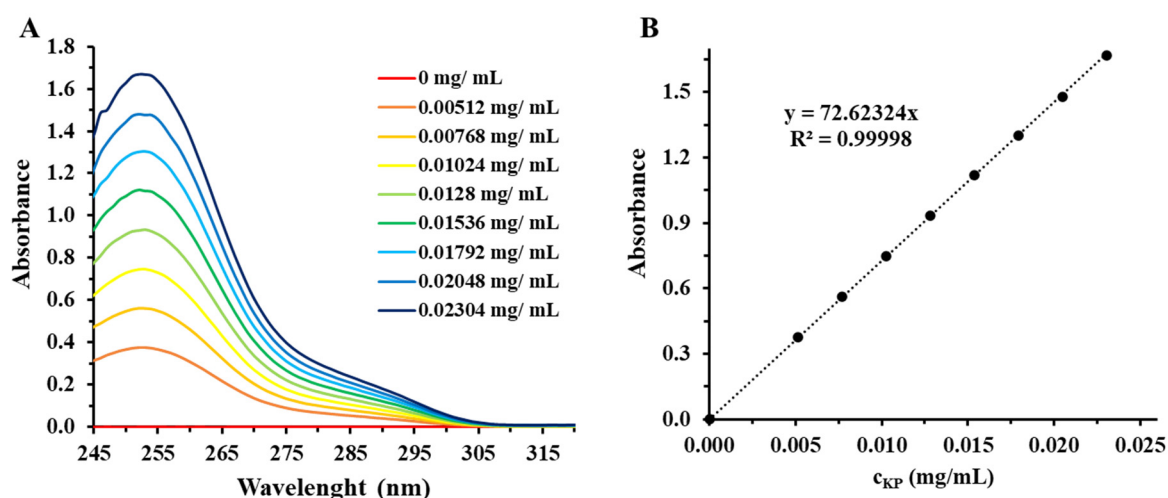 A
1.8
1.6
1.4
1.2
1.0
0.8
0.6
0.4
0.2
0.0
Absorbance
245 255 265 275 285 295 305 315
Wavelenght (nm)
0 mg/ mL
0.00512 mg/ mL
0.00768 mg/ mL
0.01024 mg/ mL
0.0128 mg/ mL
0.01536 mg/ mL
0.01792 mg/ mL
0.02048 mg/ mL
0.02304 mg/ mL
B
1.5
1.2
0.9
0.6
0.3
0.0
Absorbance
y = 72.62324x
R² = 0.99998
0.000 0.005 0.010 0.015 0.020 0.025
cKP (mg/mL)